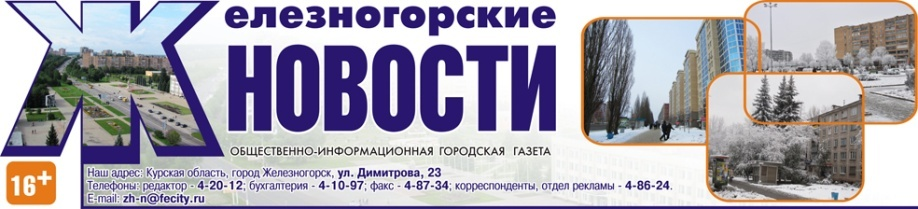 Железногорские
НОВОСТИ
ОБЩЕСТВЕННО-ИНФОРМАЦИОННАЯ ГОРОДСКАЯ ГАЗЕТА
16+
Наш адрес: Курская область, город Железногорск, ул. Димитрова, 23
Телефоны: редактор - 4-20-12; бухгалтерия - 4-10-97; факс - 4-87-34; корреспонденты, отдел рекламы - 4-86-24.
E-mail: zh-n@fecity.ru